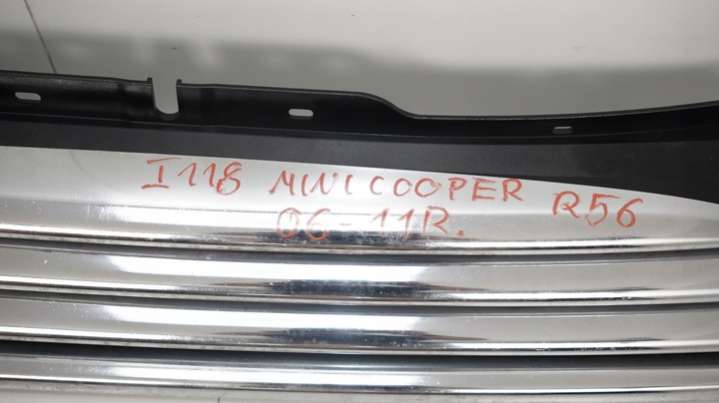 I118 MINI COOPER R56
06-11R.